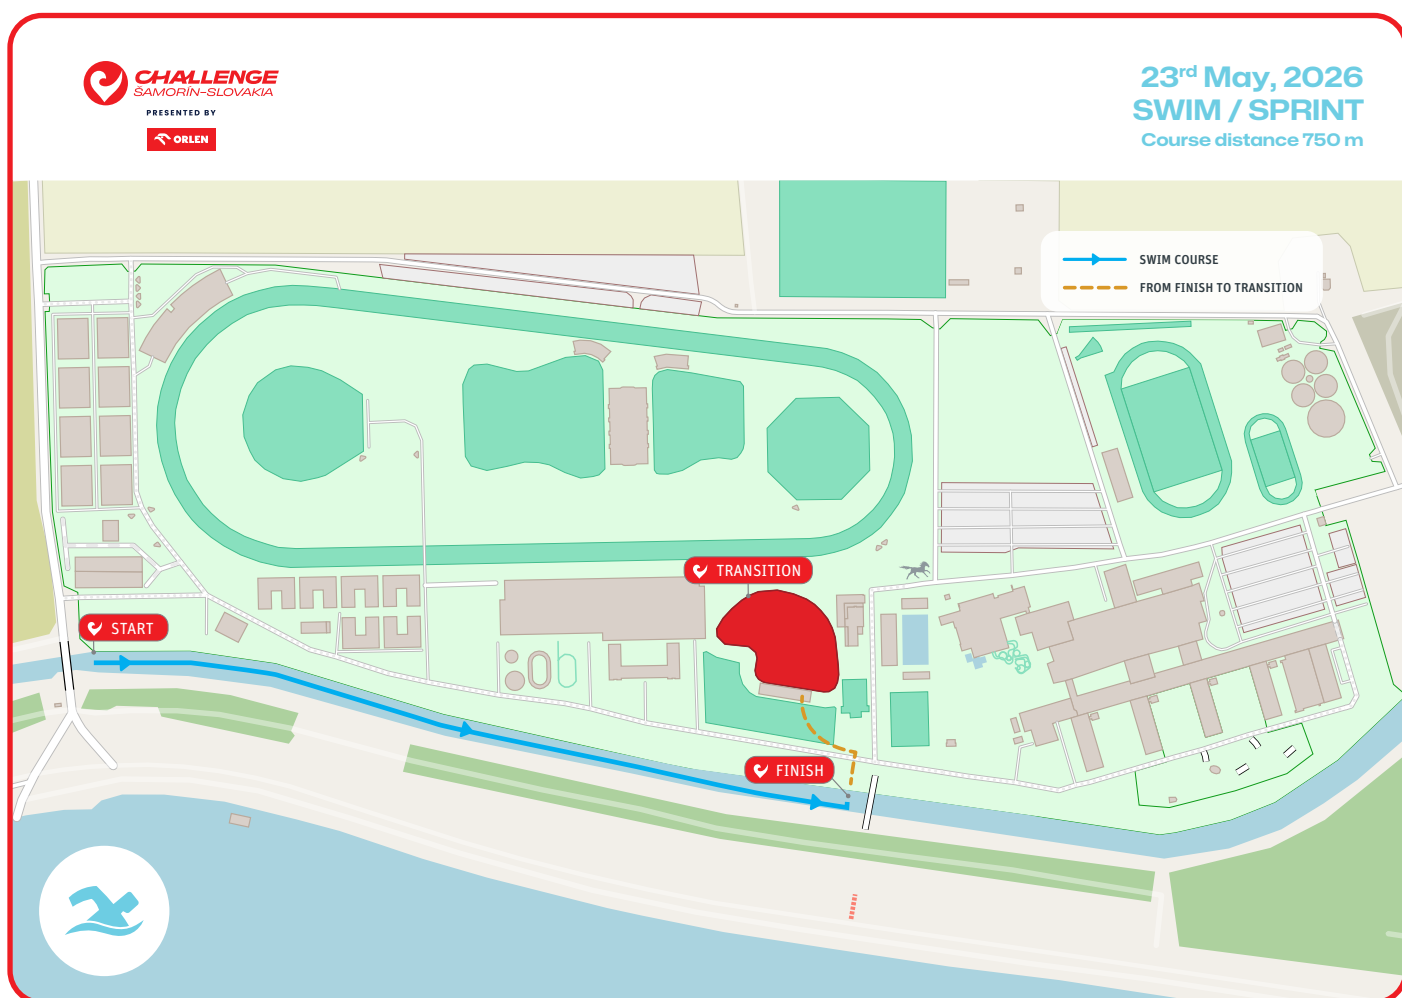 CHALLENGE
ŠAMORÍN-SLOVAKIA
PRESENTED BY
ORLEN
23rd May, 2026
SWIM / SPRINT
Course distance 750 m
SWIM COURSE
FROM FINISH TO TRANSITION
TRANSITION
START
FINISH